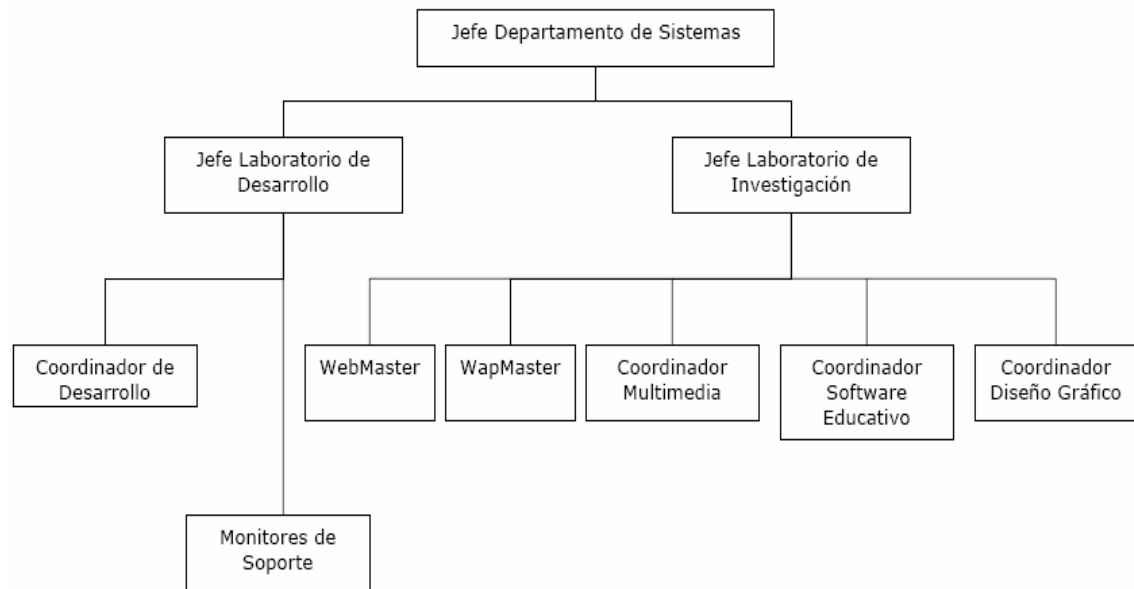 Jefe Departamento de Sistemas
Jefe Laboratorio de
Desarrollo
Jefe Laboratorio de
Investigación
Coordinador de
Desarrollo
WebMaster
WapMaster
Coordinador
Multimedia
Coordinador
Software
Educativo
Coordinador
Diseño Gráfico
Monitores de
Soporte